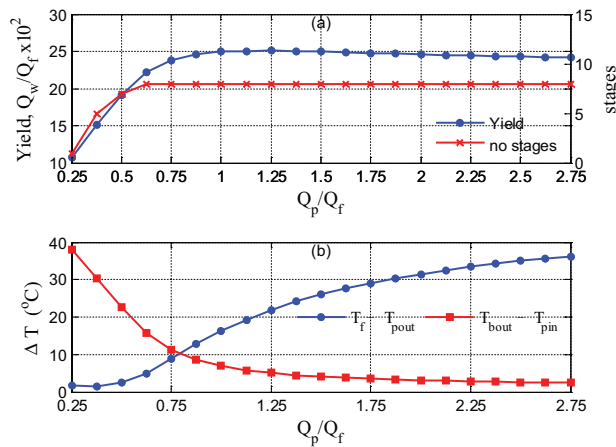 (a)
Yield, Q_w/Q_f x10^2
30
25
20
15
10
15
10
5
0
stages
Yield
no stages
0.25 0.5 0.75 1 1.25 1.5 1.75 2 2.25 2.5 2.75
Q_p/Q_f
(b)
Δ T (°C)
40
30
20
10
0
T_f T_pout T_bout T_pin
0.25 0.75 1.25 1.75 2.25 2.75
Q_p/Q_f